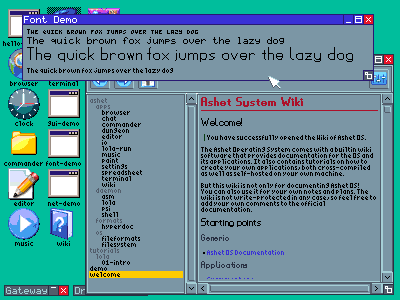 Font Demo
THE QUICK BROWN FOX JUMPS OVER THE LAZY DOG
The quick brown fox jumps over the lazy dog
The quick brown fox jumps over the lazy dog
The quick brown fox jumps over the lazy dog
hello
browser
terminal
clock
gui-demo
commander
font-demo
editor
net-demo
music
wiki
ashet
apps
browser
chat
commander
dungeon
editor
io
lola-run
music
paint
settings
spreadsheet
terminal
wiki
daemon
asm
lola
psi
shell
formats
hyperdoc
os
fileformats
filesystem
tutorials
lola
01-intro
demo
welcome
Ashet System Wiki
Welcome!
You have successfully opened the Wiki of Ashet OS.
The Ashet Operating System comes with a builtin wiki
software that provides documentation for the OS and
its applications. It also contains tutorials on how to
create your own applications both cross-compiled
as well as self-hosted on your own machine.
But this wiki is not only for documenting Ashet OS!
You can also use it for your own notes and plans. The
wiki is not write-protected in any case, so feel free to
add your own comments to the official
documentation.
Starting points
Generic
Ashet OS Documentation
Applications
Gateway
Dr